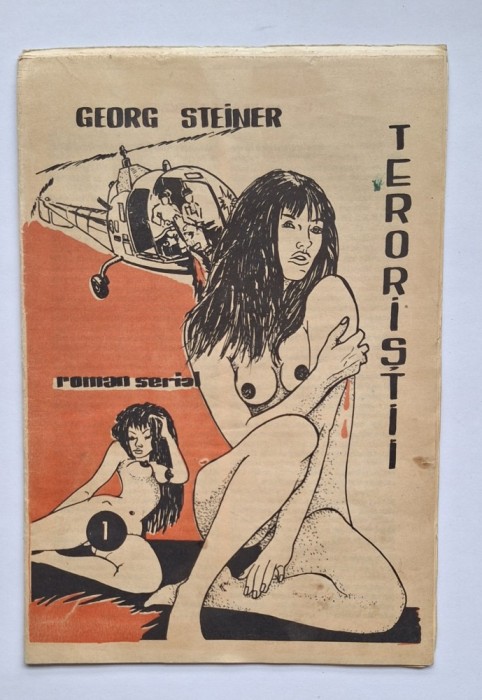 GEORG STEINER
TERORIȘTII
roman serial
1